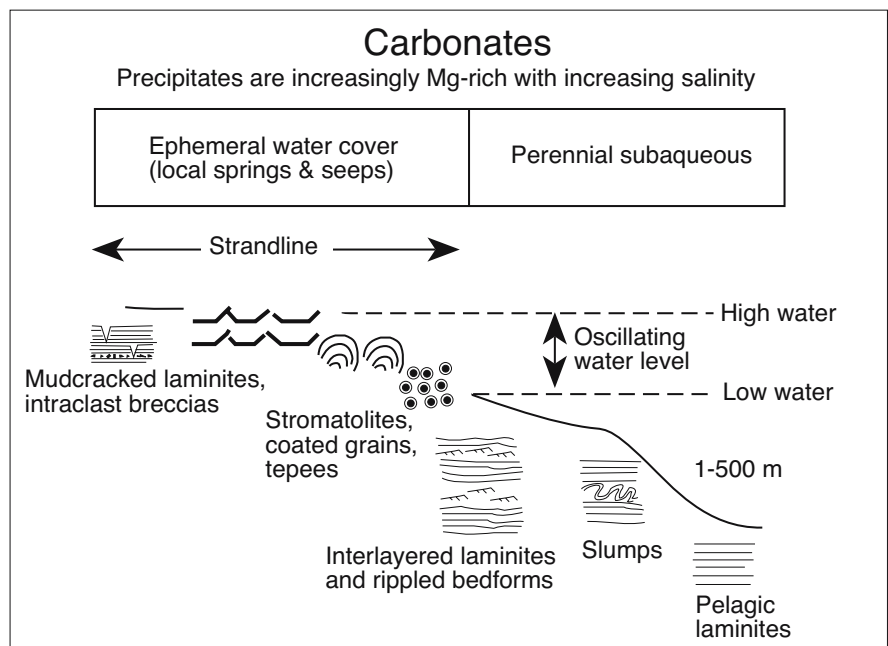 Carbonates
Precipitates are increasingly Mg-rich with increasing salinity
Ephemeral water cover
(local springs & seeps)
Perennial subaqueous
Strandline
High water
Oscillating
water level
Low water
Mudcracked laminites,
intraclast breccias
Stromatolites,
coated grains,
tepees
1-500 m
Interlayered laminites
and rippled bedforms
Slumps
Pelagic
laminites